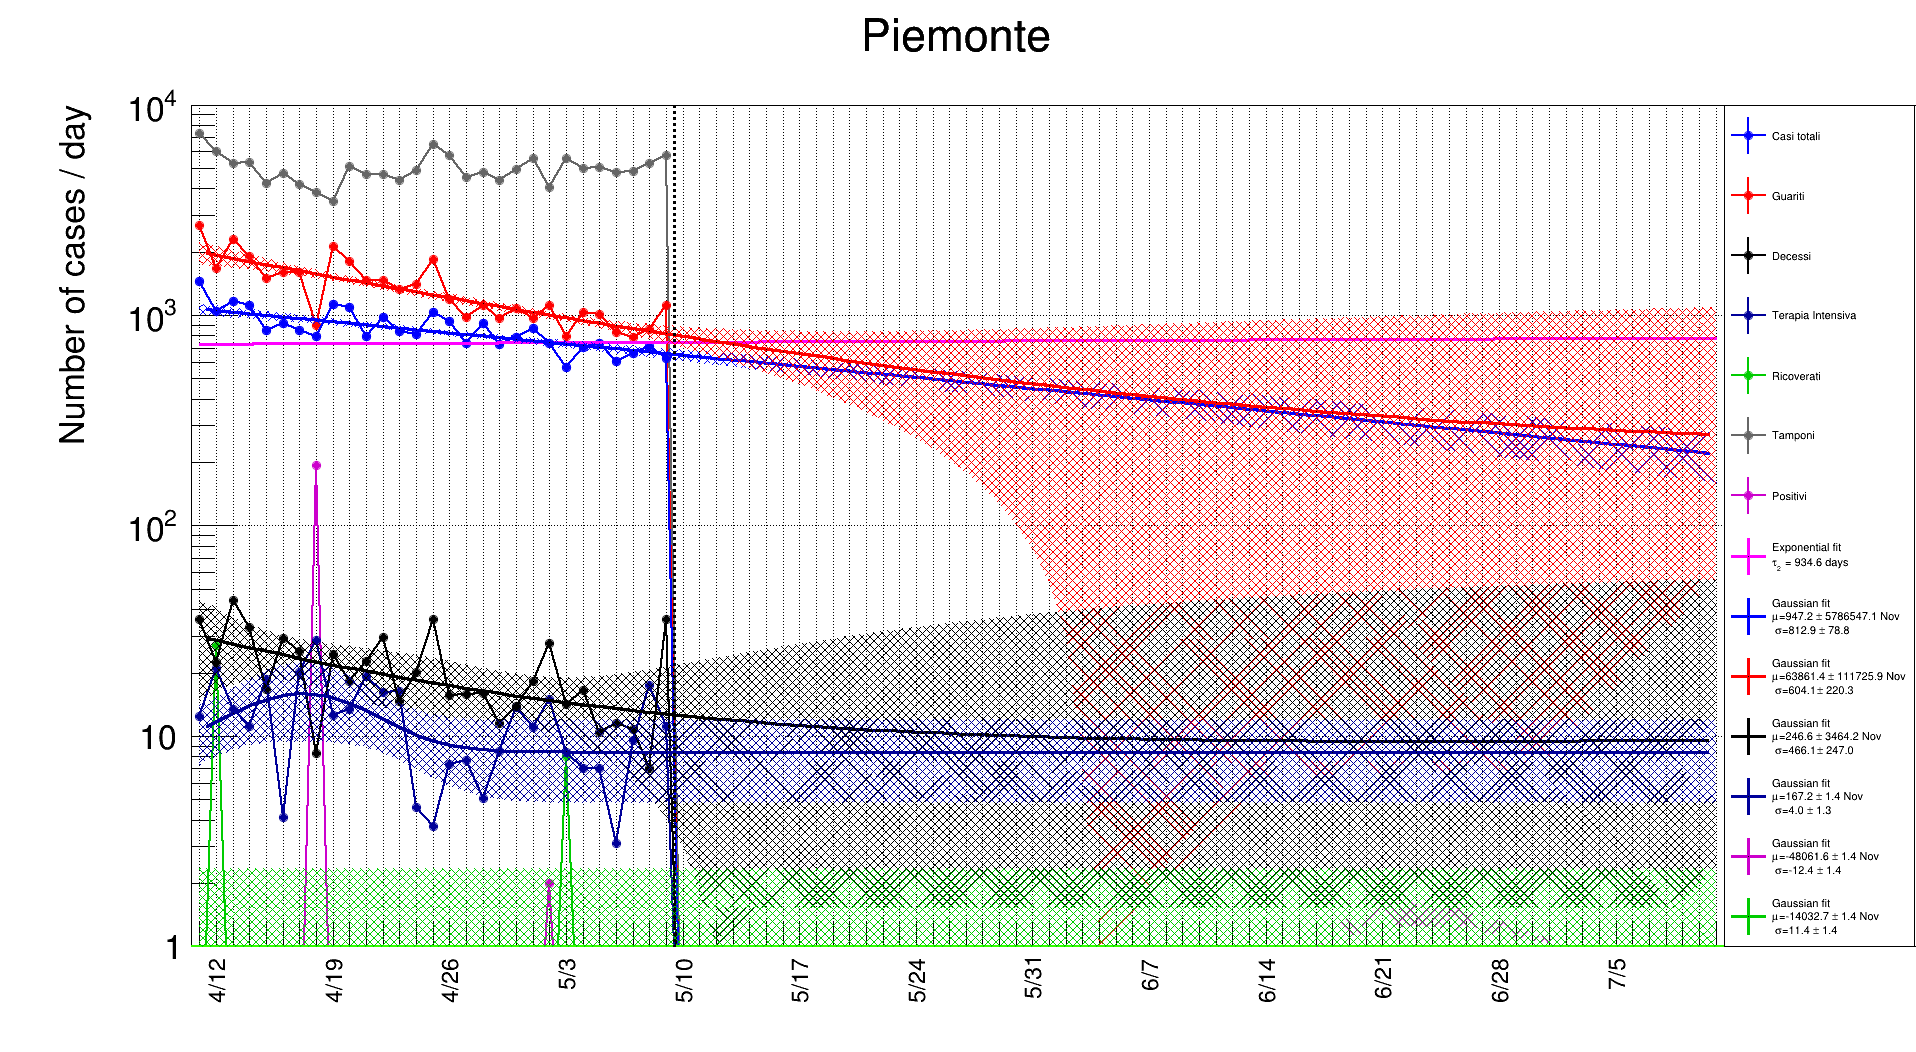 Piemonte
Number of cases / day
10^4
10^3
10^2
10
1
4/12
4/19
4/26
5/3
5/10
5/17
5/24
5/31
6/7
6/14
6/21
6/28
7/5
Casi totali
Guariti
Decessi
Terapia Intensiva
Ricoverati
Tamponi
Positivi
Exponential fit
τ₂ = 934.6 days
Gaussian fit
μ=947.2 ± 5786547.1 Nov
σ=812.9 ± 78.8
Gaussian fit
μ=63861.4 ± 111725.9 Nov
σ=604.1± 220.3
Gaussian fit
μ=246.6 ± 3464.2 Nov
σ=466.1± 247.0
Gaussian fit
μ=167.2 ± 1.4 Nov
σ=4.0 ± 1.3
Gaussian fit
μ=-48061.6 ± 1.4 Nov
σ=-12.4 ± 1.4
Gaussian fit
μ=-14032.7 ± 1.4 Nov
σ=11.4 ± 1.4